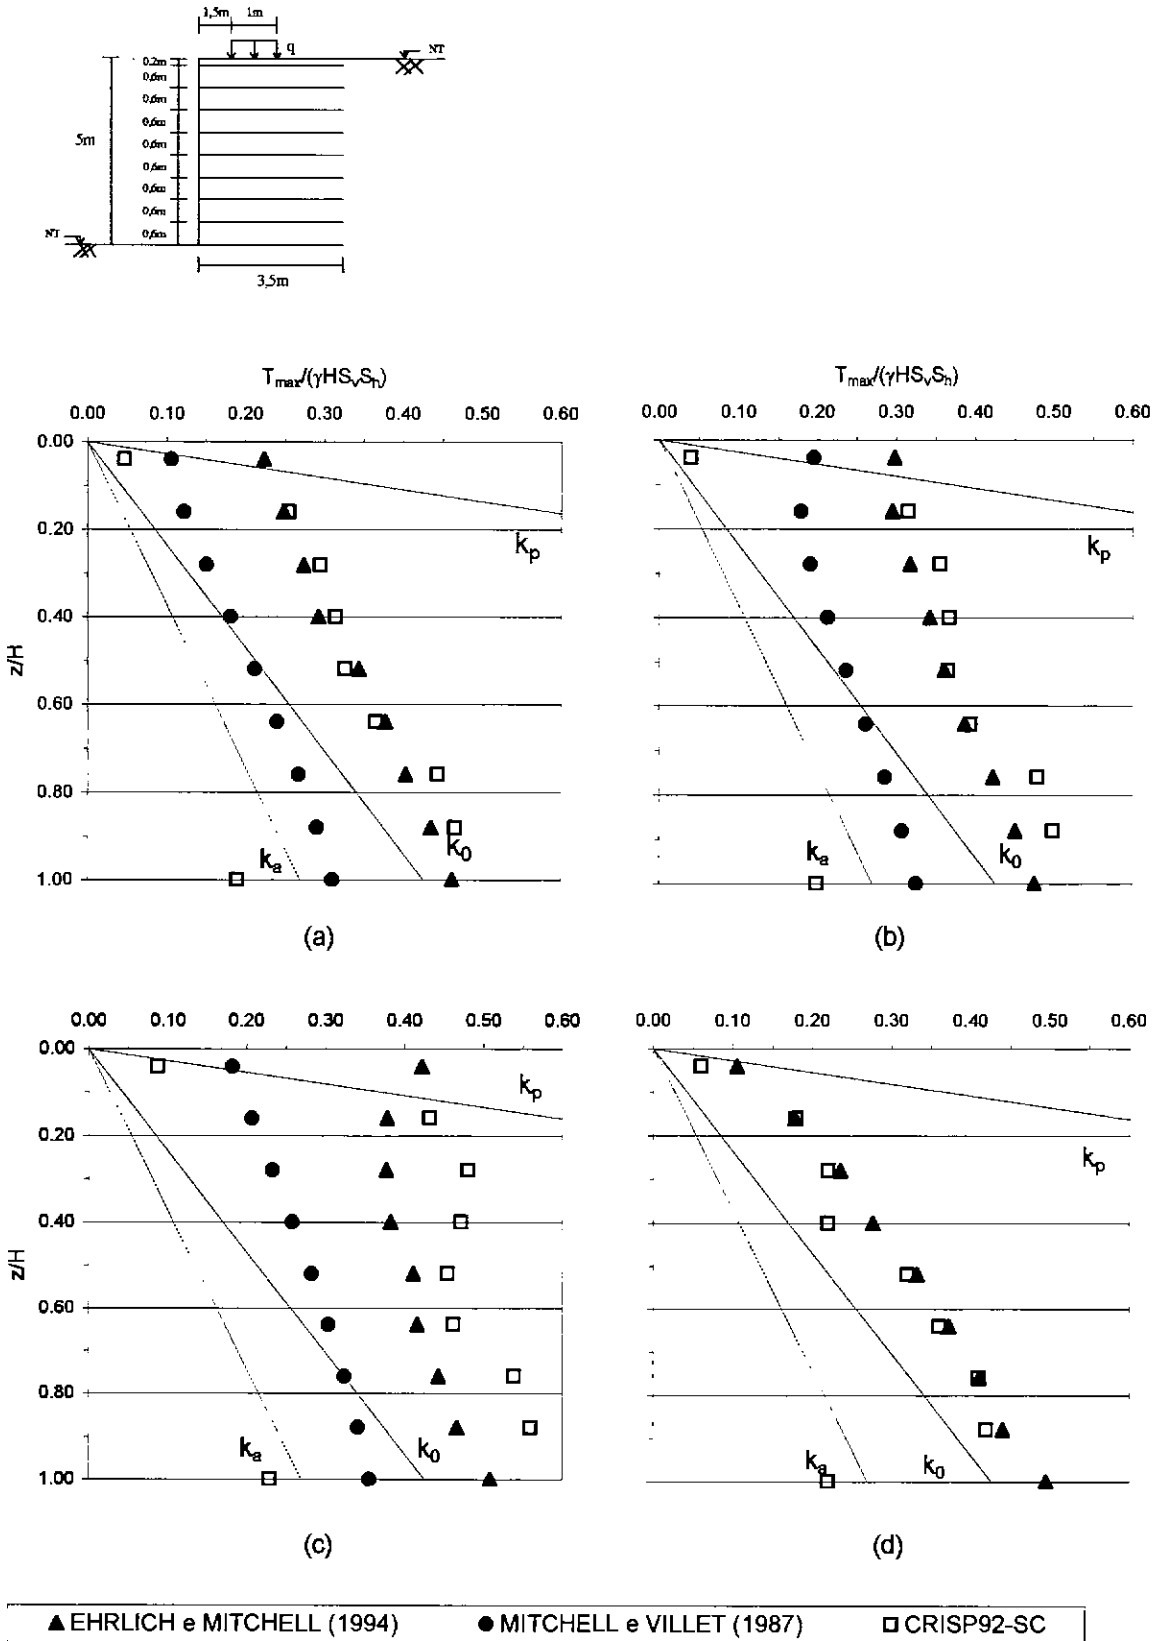 1,5m 1m
q
NT
0.2m
0,6m
0,6m
0,6m
0,6m
0,6m
0,6m
0,6m
0,6m
5m
NT
3,5m
T_max/(γHS_vS_h)
0.00 0.10 0.20 0.30 0.40 0.50 0.60
0.00
0.20
0.40
0.60
0.80
1.00
z/H
k_p
k_a
k_0
(a)
T_max/(γHS_vS_h)
0.00 0.10 0.20 0.30 0.40 0.50 0.60
k_p
k_a
k_0
(b)
0.00 0.10 0.20 0.30 0.40 0.50 0.60
0.00
0.20
0.40
0.60
0.80
1.00
z/H
k_p
k_a
k_0
(c)
0.00 0.10 0.20 0.30 0.40 0.50 0.60
k_p
k_a
k_0
(d)
▲ EHRLICH e MITCHELL (1994) ● MITCHELL e VILLET (1987) □ CRISP92-SC